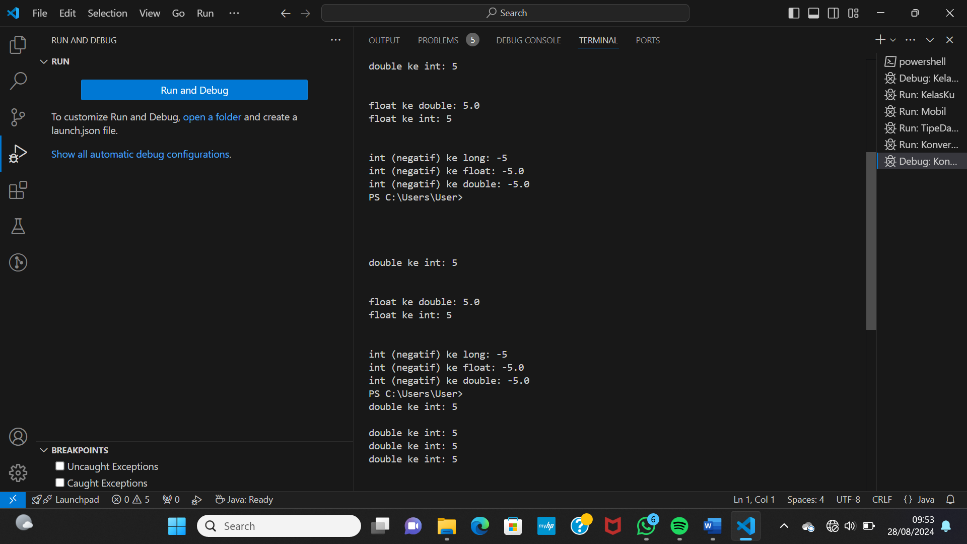 File Edit Selection View Go Run ··· Search
RUN AND DEBUG ···
RUN
Run and Debug
To customize Run and Debug, open a folder and create a
launch.json file.
Show all automatic debug configurations.
BREAKPOINTS
Uncaught Exceptions
Caught Exceptions
OUTPUT PROBLEMS 5 DEBUG CONSOLE TERMINAL PORTS
double ke int: 5
float ke double: 5.0
float ke int: 5
int (negatif) ke long: -5
int (negatif) ke float: -5.0
int (negatif) ke double: -5.0
PS C:\Users\User>
double ke int: 5
float ke double: 5.0
float ke int: 5
int (negatif) ke long: -5
int (negatif) ke float: -5.0
int (negatif) ke double: -5.0
PS C:\Users\User>
double ke int: 5
double ke int: 5
double ke int: 5
double ke int: 5
powershell
Debug: Kela...
Run: KelasKu
Run: Mobil
Run: TipeDa...
Run: Konver...
Debug: Kon...
Launchpad 0 5 0 Java: Ready Ln 1, Col 1 Spaces: 4 UTF 8 CRLF {} Java
Search
my hp
6
09:53
28/08/2024